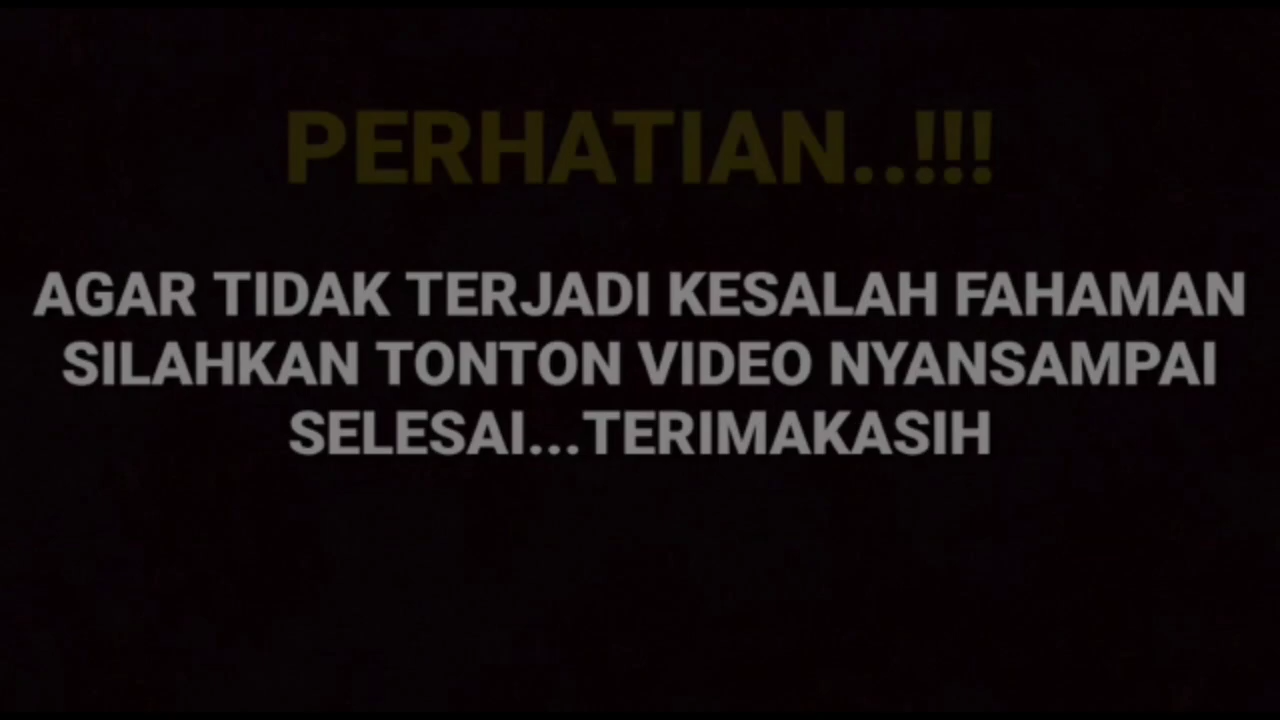 PERHATIAN..!!!
AGAR TIDAK TERJADI KESALAH FAHAMAN
SILAHKAN TONTON VIDEO NYANSAMPAI
SELESAI...TERIMAKASIH